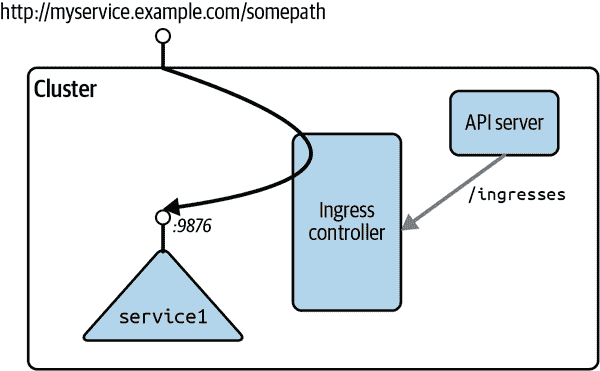 http://myservice.example.com/somepath
Cluster
API server
/ingresses
Ingress
controller
:9876
service1